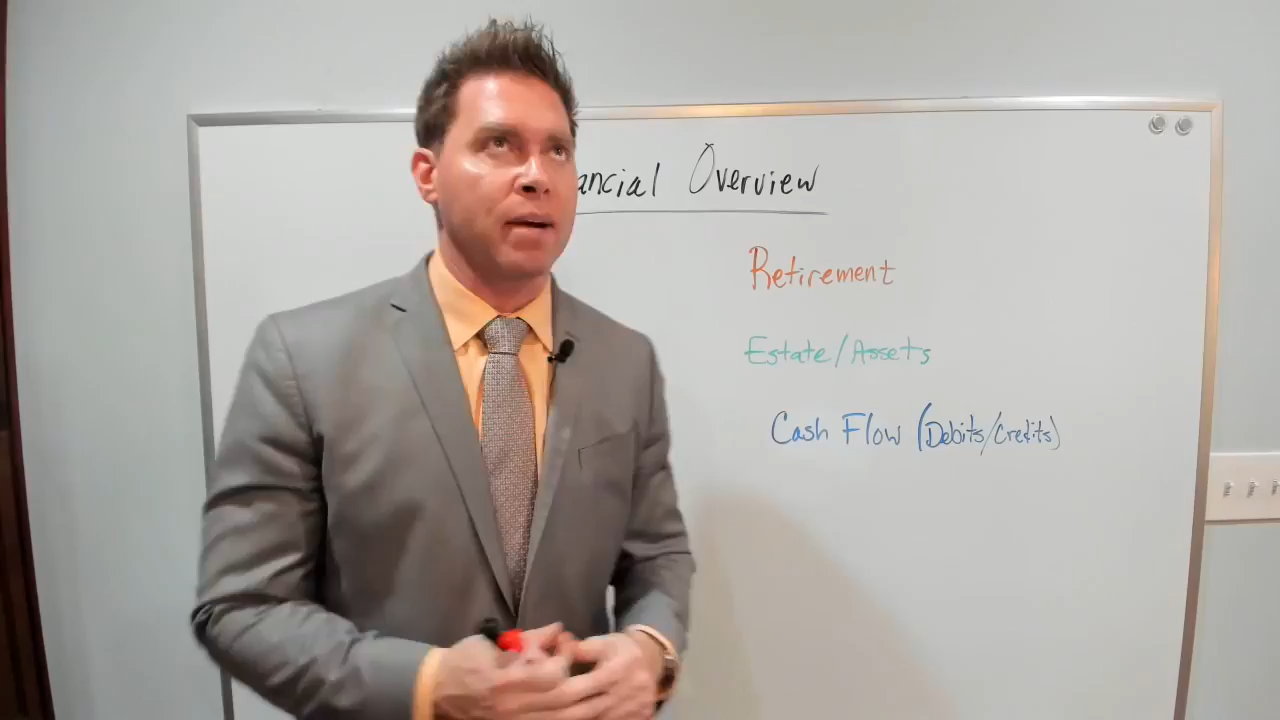 ancial Overview
Retirement
Estate/Assets
Cash Flow (Debits/Credits)